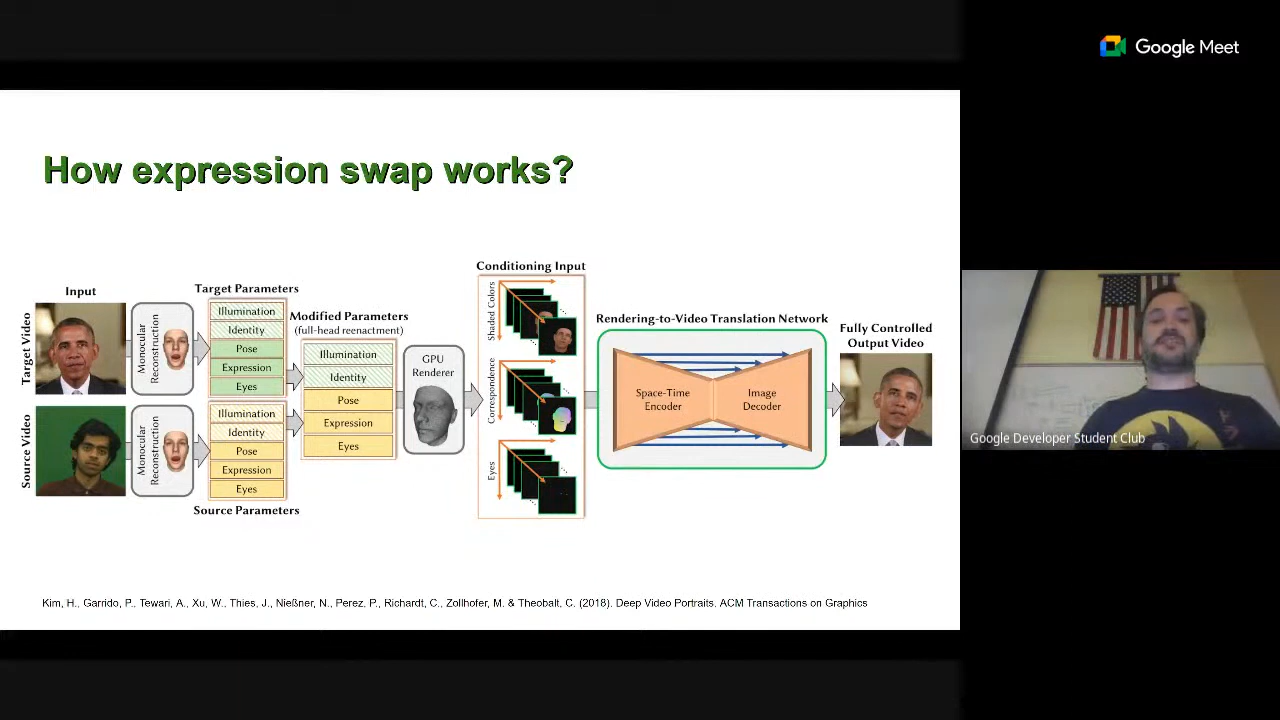 Google Meet
How expression swap works?
Input
Target Video
Source Video
Monocular
Reconstruction
Monocular
Reconstruction
Target Parameters
Illumination
Identity
Pose
Expression
Eyes
Illumination
Identity
Pose
Expression
Eyes
Source Parameters
Modified Parameters
(full-head reenactment)
Illumination
Identity
Pose
Expression
Eyes
GPU
Renderer
Conditioning Input
Shaded Colors
Correspondene
Eyes
Rendering-to-Video Translation Network
Space-Time
Encoder
Image
Decoder
Fully Controlled
Output Video
Google Developer Student Club
Kim, H., Garrido, P., Tewari, A., Xu, W., Thies, J., Nießner, N., Perez, P., Richardt, C., Zollhofer, M. & Theobalt, C. (2018). Deep Video Portraits. ACM Transactions on Graphics